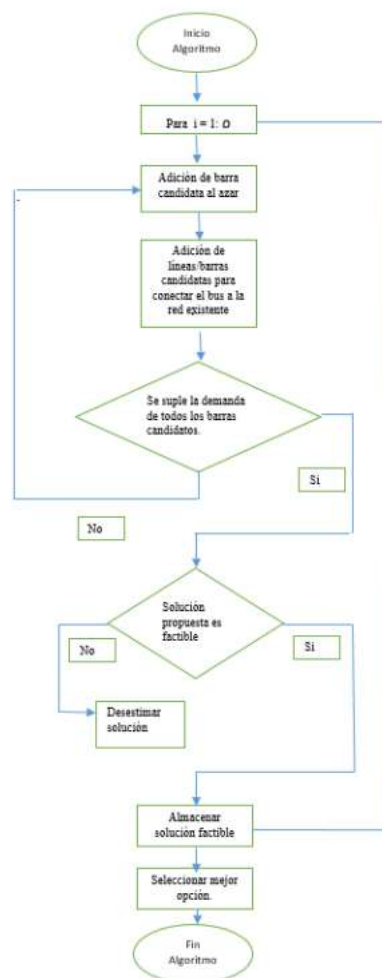 Inicio
Algoritmo
Para i = 1: o
Adición de barra
candidata al azar
Adición de
líneas/barras
candidatas para
conectar el bus a la
red existente
Se suple la demanda
de todos los barras
candidatos.
Si
No
Solución
propuesta es
factible
No
Si
Desestimar
solución
Almacenar
solución factible
Seleccionar mejor
opción.
Fin
Algoritmo